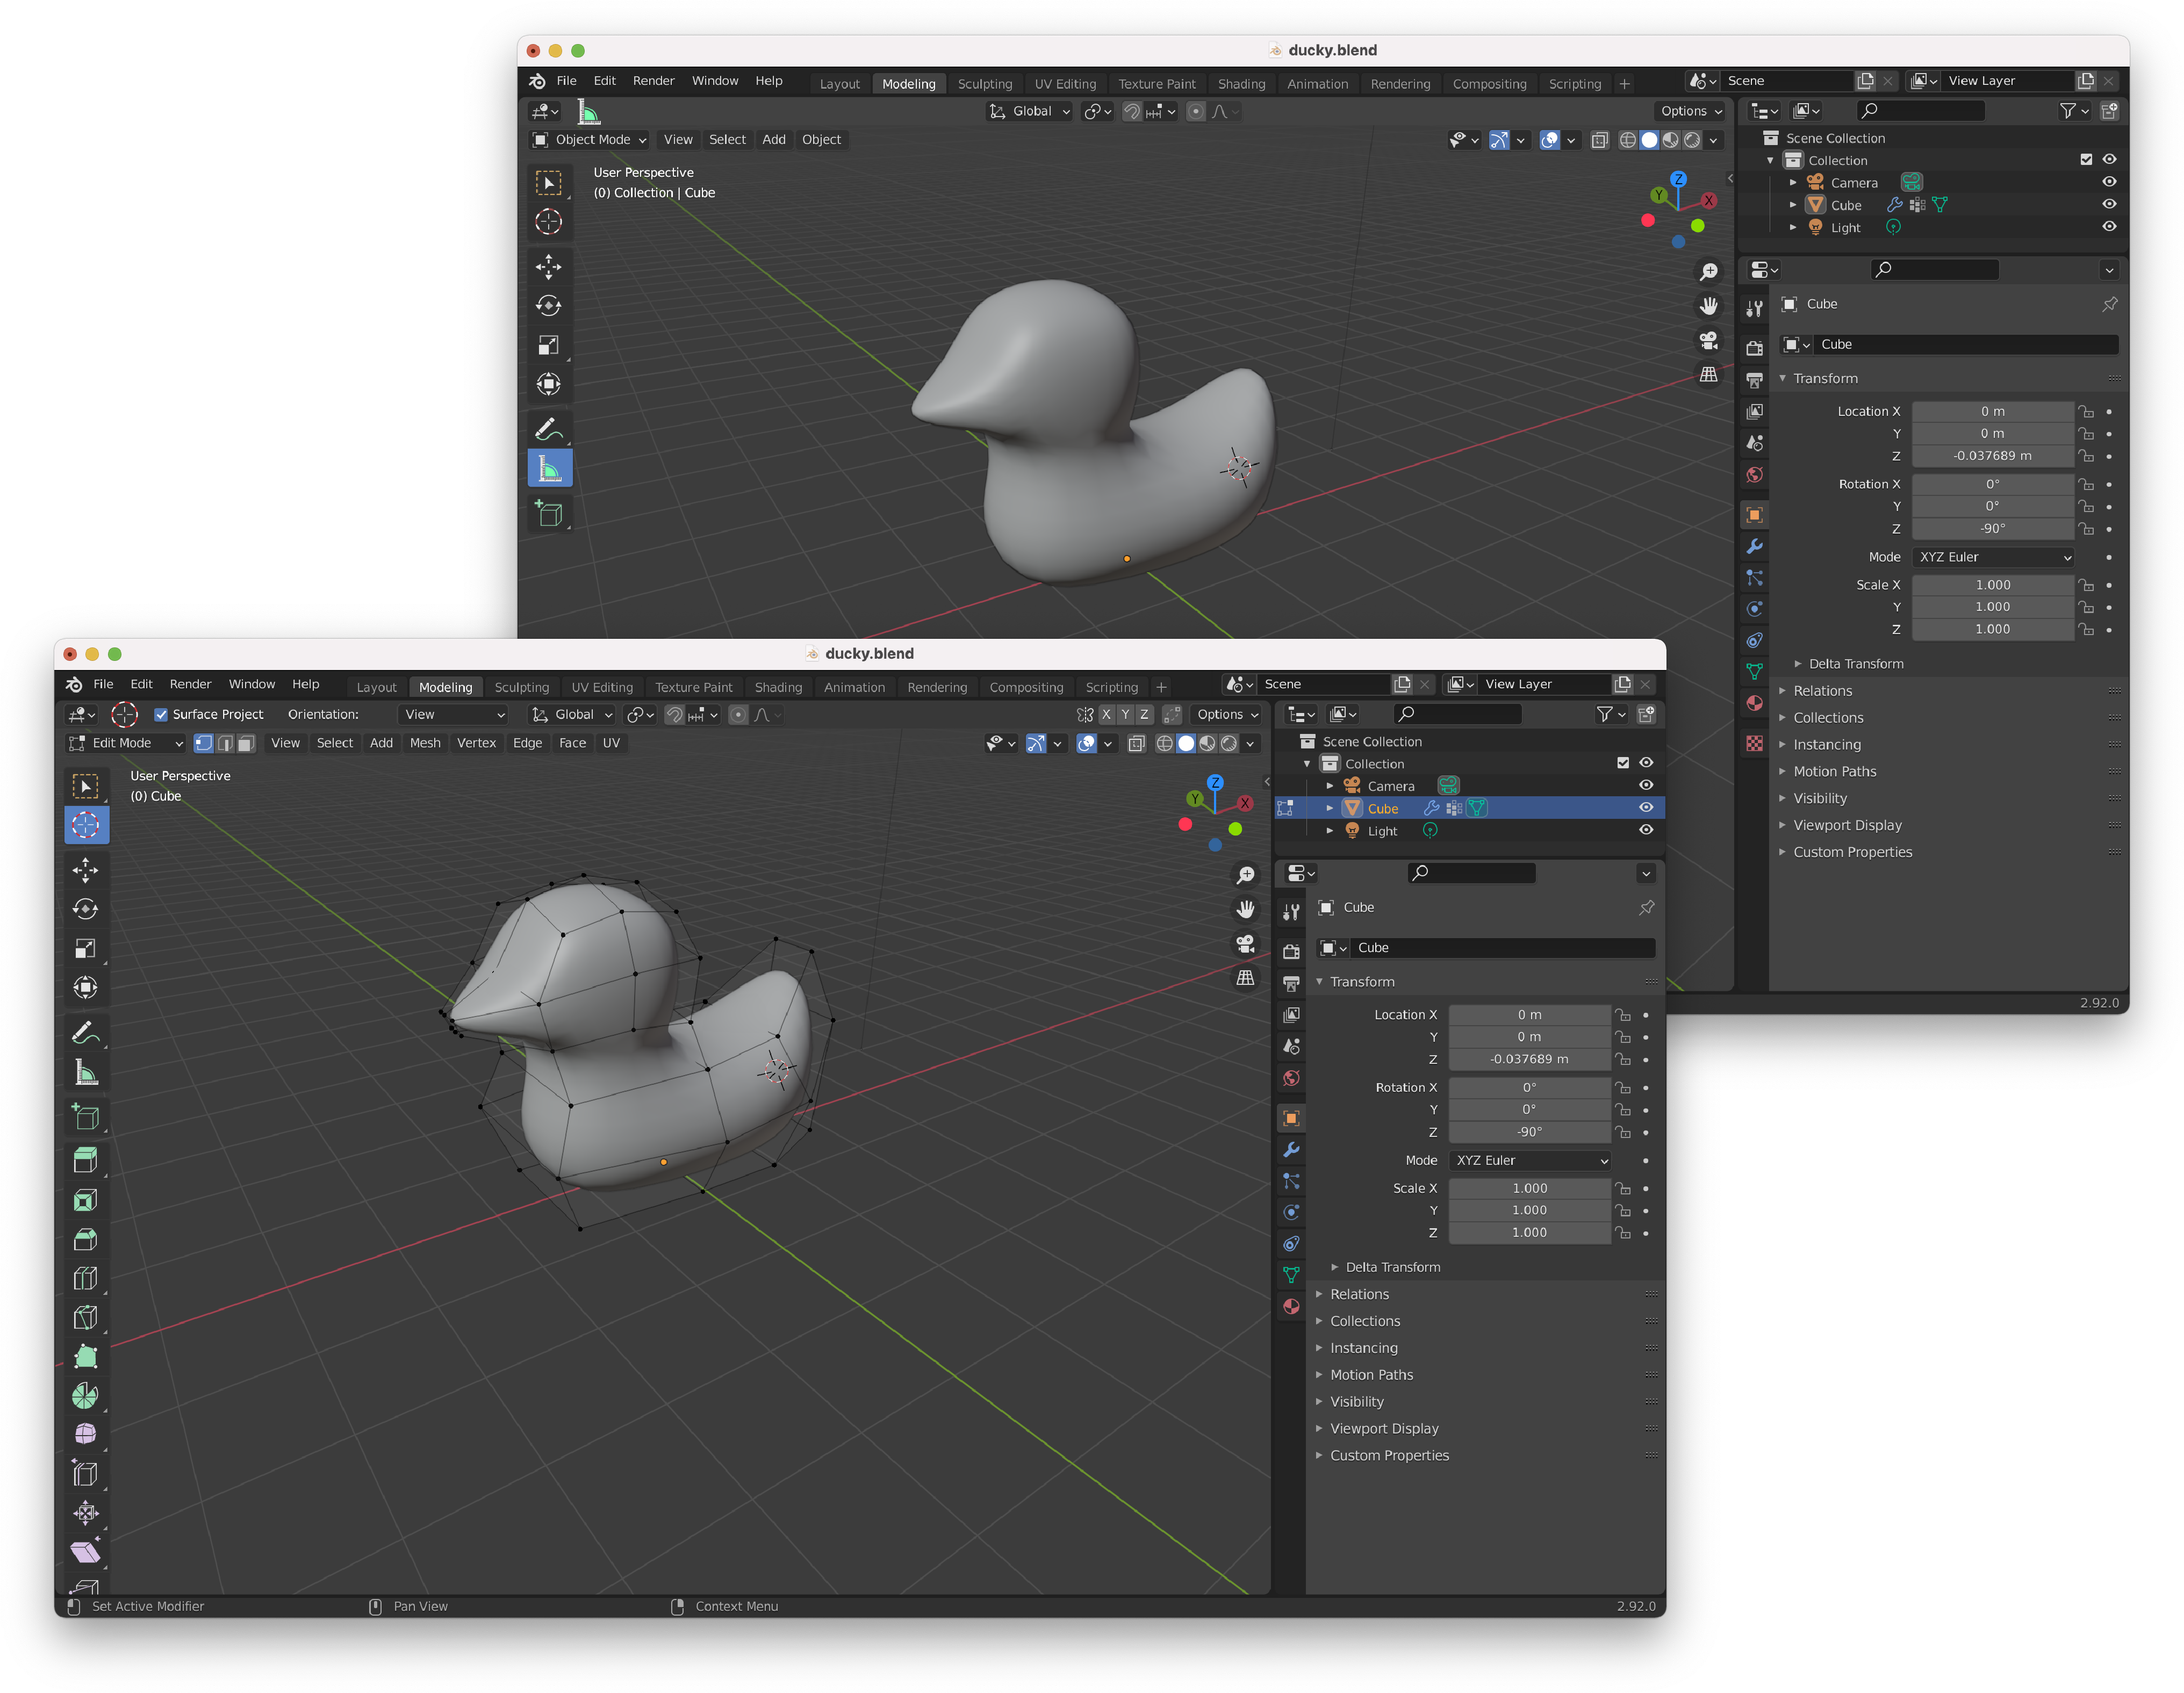 ducky.blend
File Edit Render Window Help Layout Modeling Sculpting UV Editing Texture Paint Shading Animation Rendering Compositing Scripting + Scene View Layer
Global Options
Object Mode View Select Add Object
User Perspective
(0) Collection | Cube
Z
Y
X
Scene Collection
Collection
Camera
Cube
Light
Cube
Cube
Transform
Location X 0 m
Y 0 m
Z -0.037689 m
Rotation X 0°
Y 0°
Z -90°
Mode XYZ Euler
Scale X 1.000
Y 1.000
Z 1.000
Delta Transform
Relations
Collections
Instancing
Motion Paths
Visibility
Viewport Display
Custom Properties
2.92.0
ducky.blend
File Edit Render Window Help Layout Modeling Sculpting UV Editing Texture Paint Shading Animation Rendering Compositing Scripting + Scene View Layer
Surface Project Orientation: View Global X Y Z Options
Edit Mode View Select Add Mesh Vertex Edge Face UV
User Perspective
(0) Cube
Z
Y
X
Scene Collection
Collection
Camera
Cube
Light
Cube
Cube
Transform
Location X 0 m
Y 0 m
Z -0.037689 m
Rotation X 0°
Y 0°
Z -90°
Mode XYZ Euler
Scale X 1.000
Y 1.000
Z 1.000
Delta Transform
Relations
Collections
Instancing
Motion Paths
Visibility
Viewport Display
Custom Properties
Set Active Modifier Pan View Context Menu 2.92.0